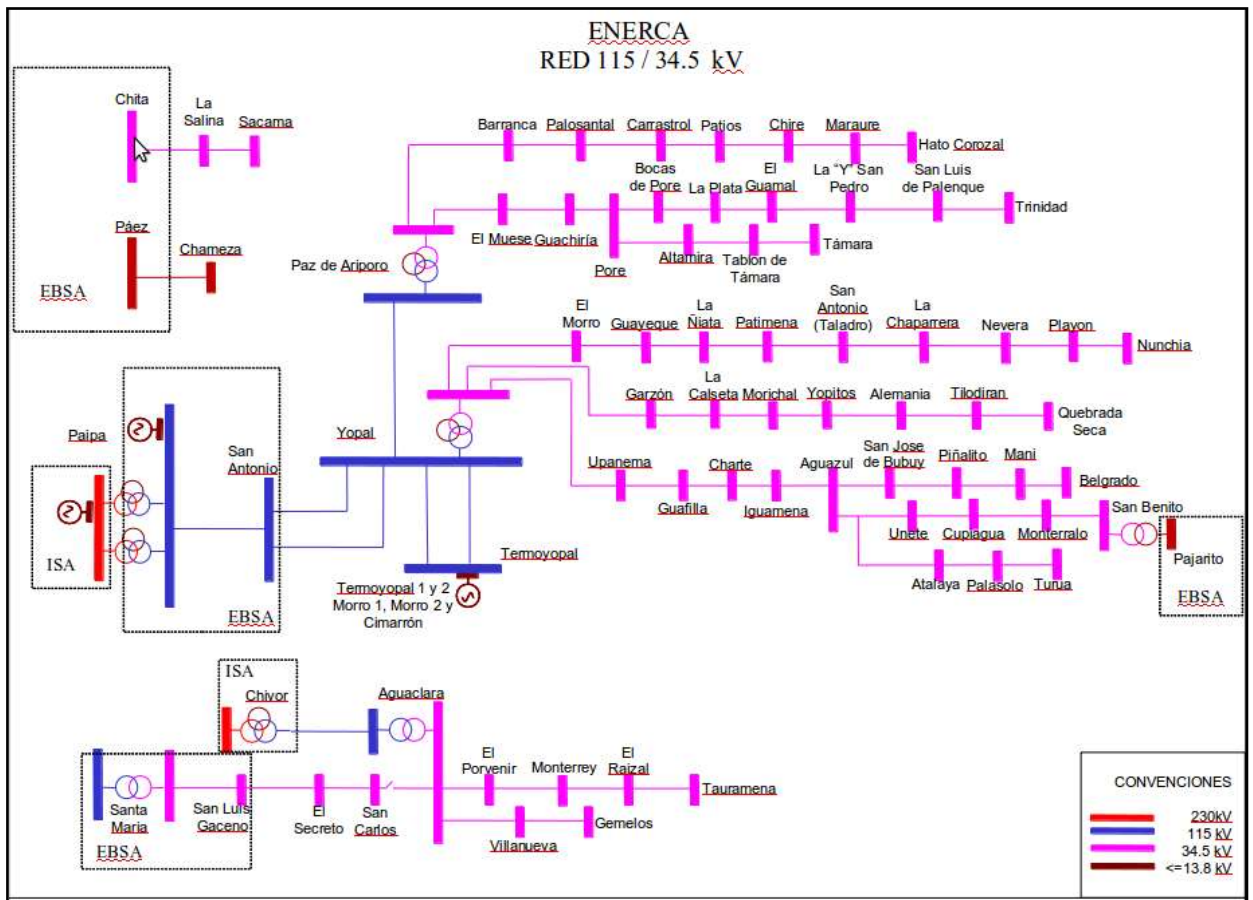 ENERCA
RED 115 / 34.5 kV
Chita
La
Salina
Sacama
Páez
Chameza
EBSA
Barranca
Palosantal
Carrastrol
Patios
Chire
Maraure
Hato Corozal
Bocas
de Pore
La Plata
El
Guamal
La "Y" San
Pedro
San Luis
de Palenque
Trinidad
El Muese
Guachiría
Pore
Altamira
Tablon de
Támara
Támara
Paz de Ariporo
El
Morro
Guayeque
La
Ñiata
Patimena
San
Antonio
(Taladro)
La
Chaparrera
Nevera
Playon
Nunchia
Garzón
La
Calseta
Morichal
Yopitos
Alemania
Tilodiran
Quebrada
Seca
Yopal
Upanema
Guafilla
Charte
Iguamena
Aguazul
San Jose
de Bubuy
Piñalito
Mani
Belgrado
Unete
Cupiagua
Monterralo
San Benito
Pajarito
EBSA
Atalaya
Palasolo
Turua
Paipa
ISA
San
Antonio
EBSA
Termoyopal
Termoyopal 1 y 2
Morro 1, Morro 2 y
Cimarrón
ISA
Chivor
Aguaclara
Santa
Maria
EBSA
San Luis
Gaceno
El
Secreto
San
Carlos
El
Porvenir
Monterrey
El
Raizal
Tauramena
Villanueva
Gemelos
CONVENCIONES
230kV
115 kV
34.5 kV
<=13.8 kV